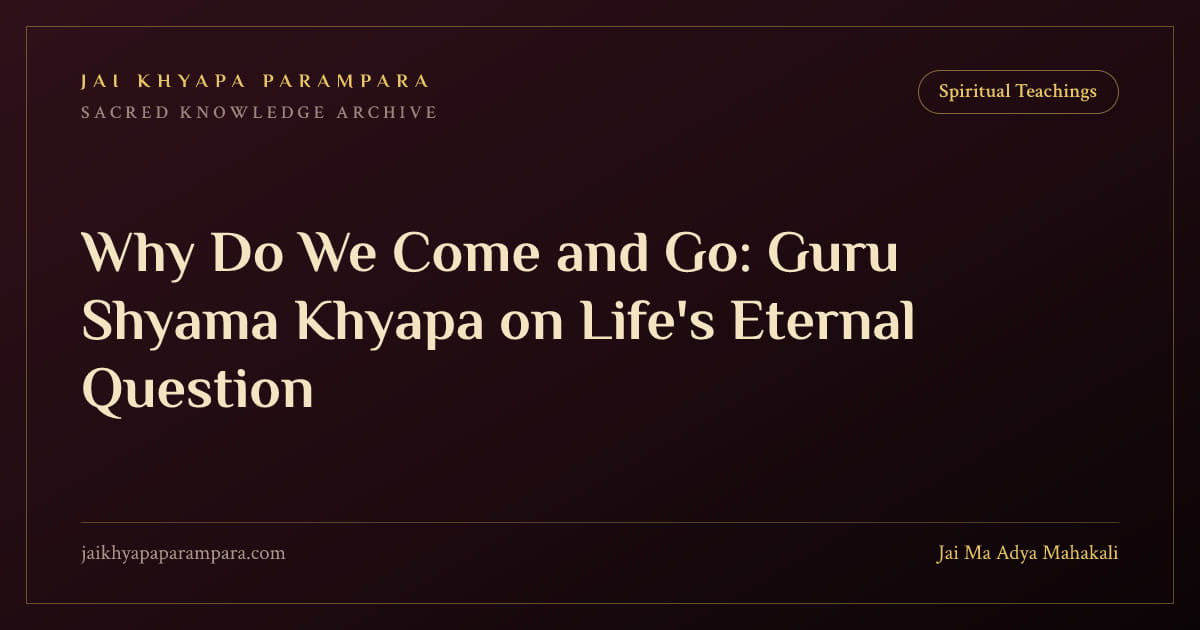 JAI KHYAPA PARAMPARA
SACRED KNOWLEDGE ARCHIVE
Spiritual Teachings
Why Do We Come and Go: Guru
Shyama Khyapa on Life's Eternal
Question
jaikhyapaparampara.com
Jai Ma Adya Mahakali